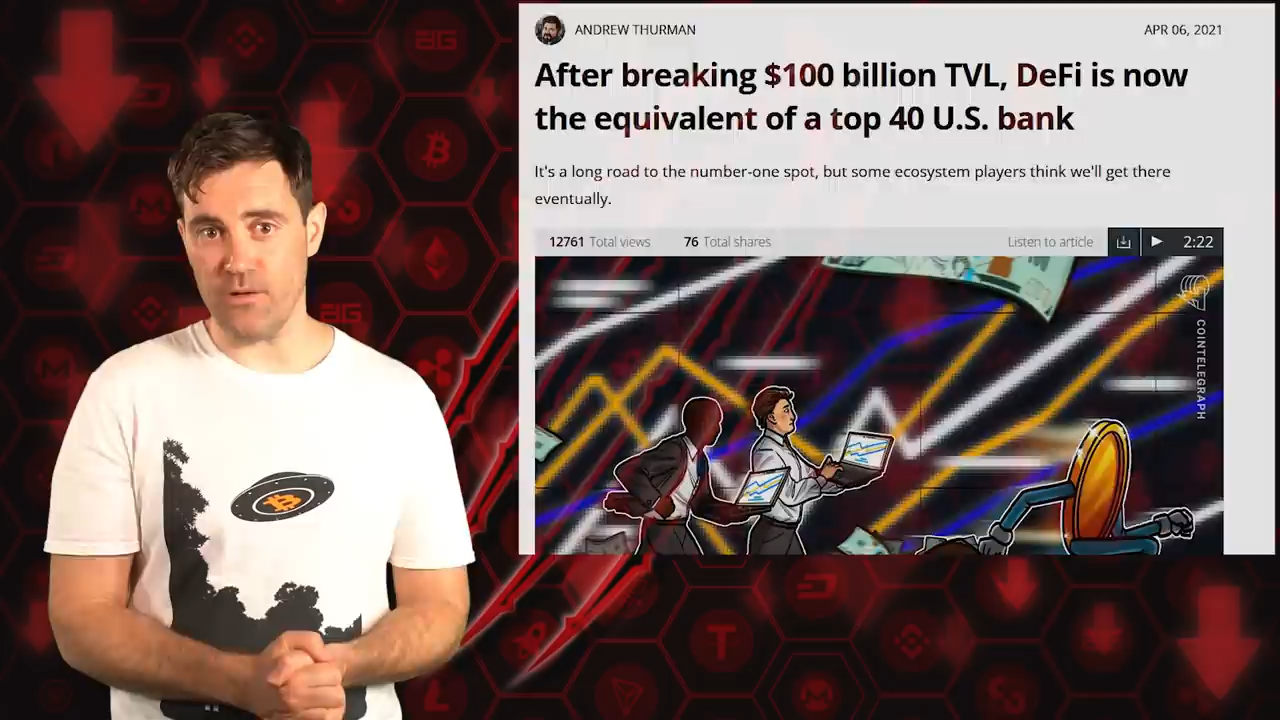 ANDREW THURMAN
APR 06, 2021
After breaking $100 billion TVL, DeFi is now
the equivalent of a top 40 U.S. bank
It's a long road to the number-one spot, but some ecosystem players think we'll get there
eventually.
12761 Total views 76 Total shares
Listen to article
2:22
COINTELEGRAPH